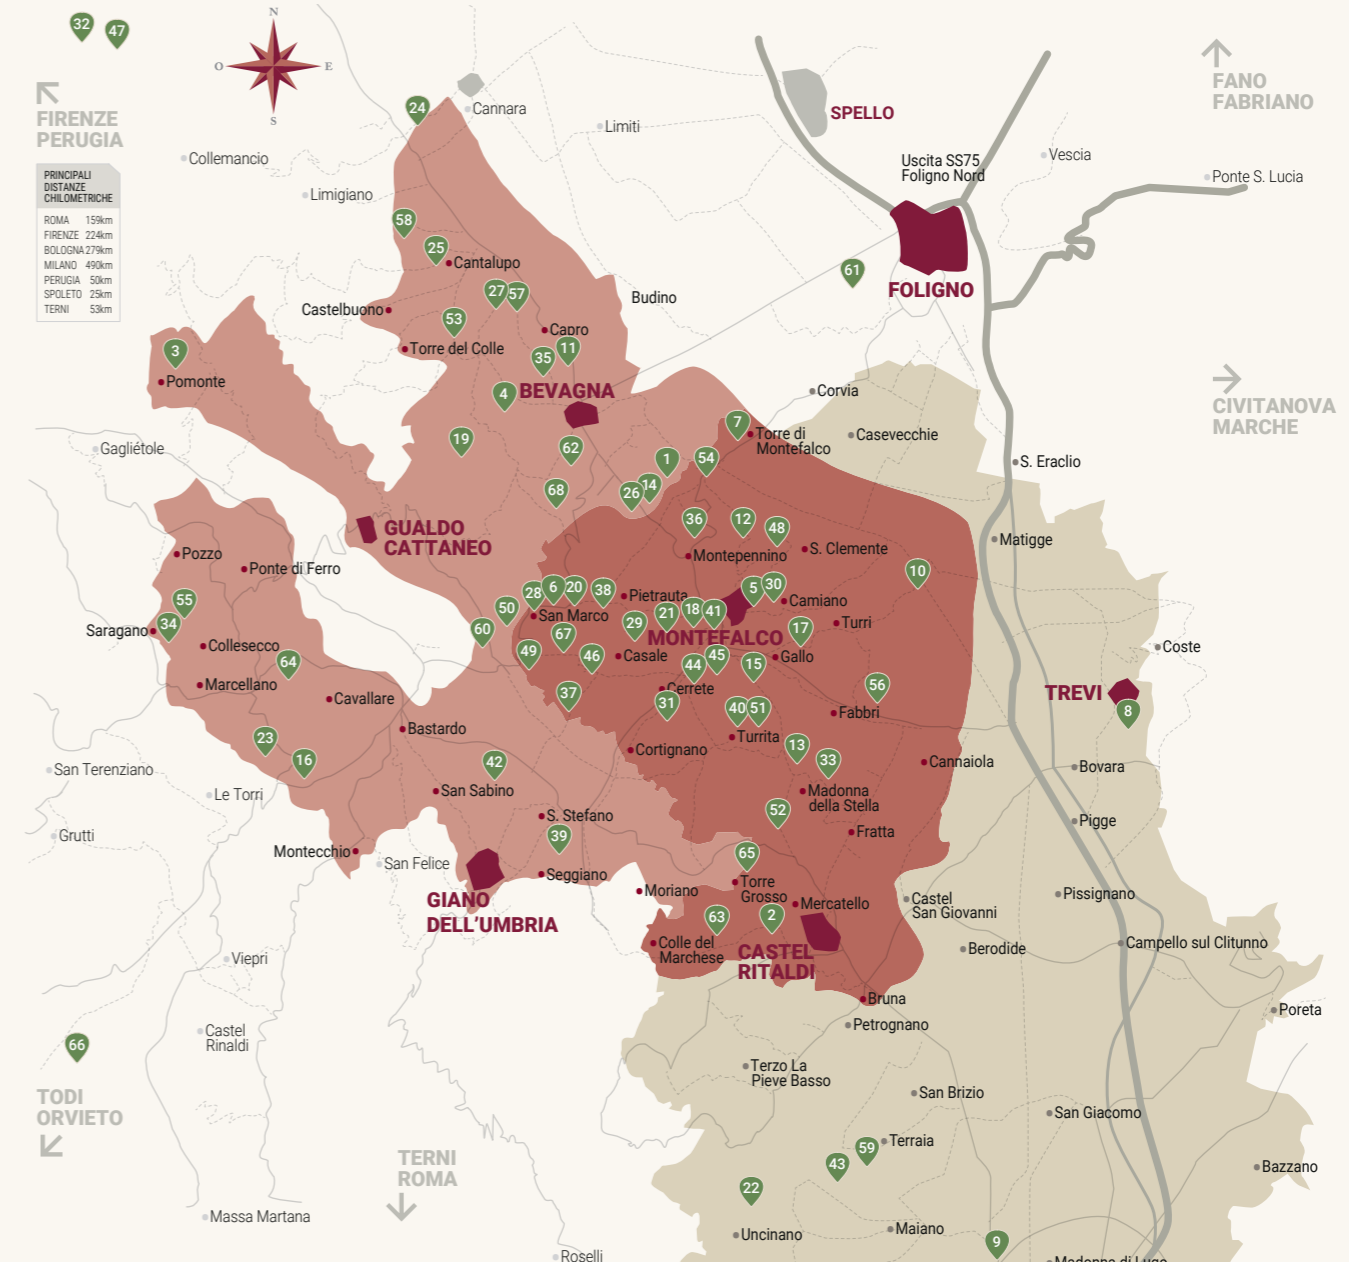 32
47
N
O
E
S
FIRENZE
PERUGIA
PRINCIPALI
DISTANZE
CHILOMETRICHE
ROMA 159km
FIRENZE 224km
BOLOGNA 279km
MILANO 490km
PERUGIA 50km
SPOLETO 25km
TERNI 53km
24
Cannara
Collemancio
Limiti
Limigiano
SPELLO
FANO
FABRIANO
Uscita SS75
Foligno Nord
Vescia
Ponte S. Lucia
58
25
Cantalupo
61
FOLIGNO
27
57
Castelbuono
Budino
53
Capro
3
Torre del Colle
35
11
Pomonte
4
BEVAGNA
Corvia
CIVITANOVA
MARCHE
7
Torre di
Montefalco
Casevecchie
Gagliétole
19
62
1
54
S. Eraclio
68
26
14
GUALDO
CATTANEO
36
12
48
Matigge
Pozzo
Montepennino
S. Clemente
Ponte di Ferro
10
55
28
6
20
38
Pietrauta
5
30
Camiano
34
50
San Marco
21
18
41
Saragano
60
67
29
MONTEFALCO
17
Turri
Collesecco
49
46
Casale
45
Gallo
Coste
64
44
15
Marcellano
Cavallare
37
Cerrete
56
TREVI
31
40
51
Fabbri
8
Bastardo
23
Turrita
Cortignano
13
16
42
33
Cannaiola
San Terenziano
Bovara
Le Torri
San Sabino
Madonna
della Stella
52
S. Stefano
Pigge
Grutti
39
Fratta
Montecchio
San Felice
65
Seggiano
Torre
Grosso
Moriano
Pissignano
GIANO
DELL'UMBRIA
Mercatello
Castel
San Giovanni
63
2
Colle del
Marchese
CASTEL
RITALDI
Berodide
Campello sul Clitunno
Viepri
Bruna
Poreta
Castel
Rinaldi
Petrognano
66
Terzo La
Pieve Basso
TODI
ORVIETO
San Brizio
San Giacomo
Terraia
59
TERNI
ROMA
43
Bazzano
22
Massa Martana
Uncinano
Maiano
9
Roselli
Madonna di Lugo